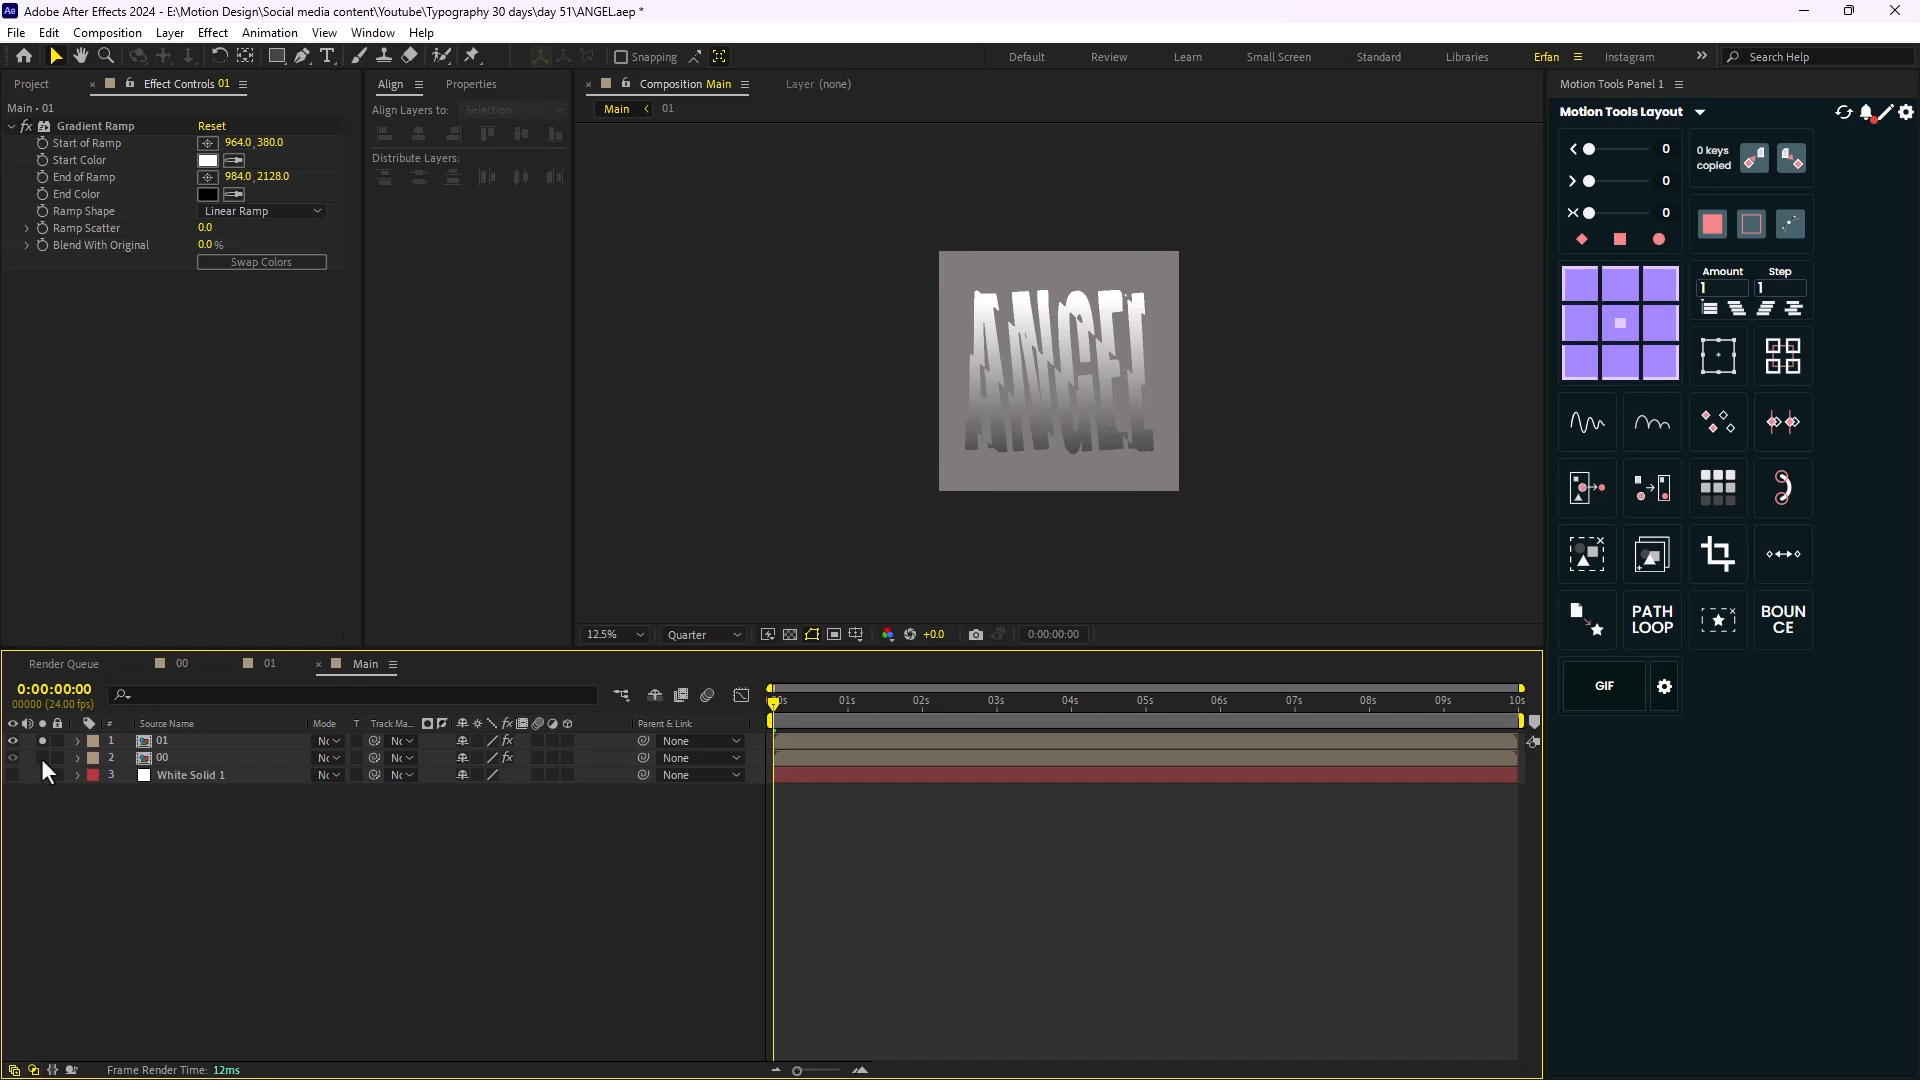 Adobe After Effects 2024 - E:\Motion Design\Social media content\Youtube\Typography 30 days\day 51\ANGEL.aep *
File Edit Composition Layer Effect Animation View Window Help
Snapping Default Review Learn Small Screen Standard Libraries Erfan Instagram Search Help
Project Effect Controls 01 Align Properties Composition Main Layer (none) Motion Tools Panel 1
Main • 01
Gradient Ramp Reset
Start of Ramp 964.0, 380.0
Start Color
End of Ramp 984.0, 2128.0
End Color
Ramp Shape Linear Ramp
Ramp Scatter 0.0
Blend With Original 0.0 %
Swap Colors
Align Layers to: Selection
Distribute Layers:
Main 01
ANGEL
12.5% Quarter +0.0 0:00:00:00
Motion Tools Layout
0
0
0
0 keys copied
Amount Step
1 1
PATH LOOP
BOUN CE
GIF
Render Queue 00 01 Main
0:00:00:00
00000 (24.00 fps)
# Source Name Mode T Track Ma... Parent & Link
1 01 Nc Nc None
2 00 Nc Nc None
3 White Solid 1 Nc Nc None
01s 02s 03s 04s 05s 06s 07s 08s 09s 10s
Frame Render Time: 12ms